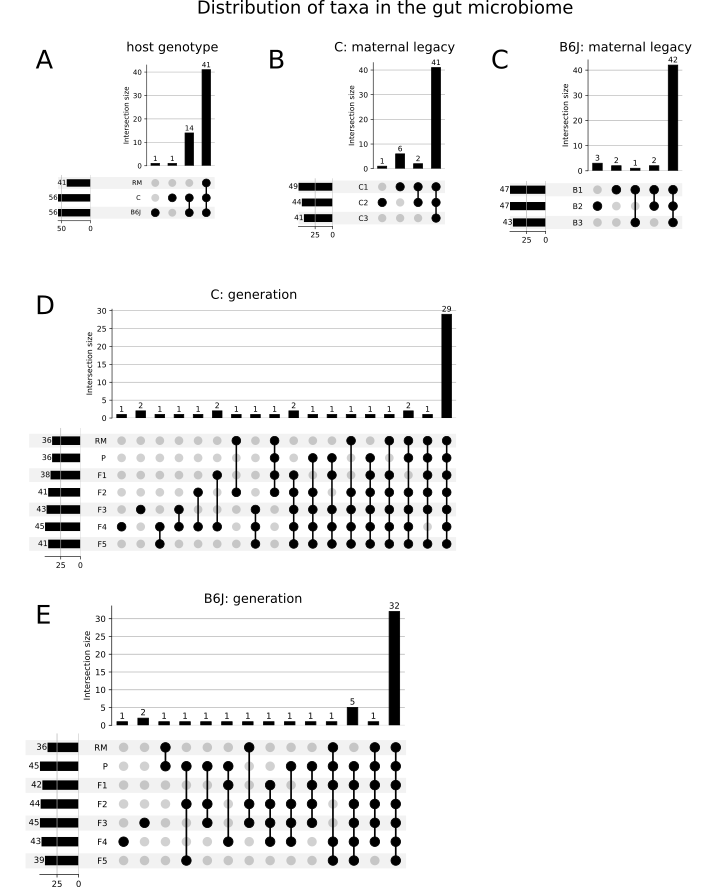 Distribution of taxa in the gut microbiome
A
host genotype
Intersection size
40
30
20
10
0
1 1 14 41
41 RM
56 C
56 B6J
50 0
B
C: maternal legacy
Intersection size
40
30
20
10
0
1 6 2 41
49 C1
44 C2
41 C3
25 0
C
B6J: maternal legacy
Intersection size
40
30
20
10
0
3 2 1 2 42
47 B1
47 B2
43 B3
25 0
D
C: generation
Intersection size
30
25
20
15
10
5
0
1 2 1 1 1 2 1 1 1 2 1 1 1 1 1 2 1 29
36 RM
36 P
38 F1
41 F2
43 F3
45 F4
41 F5
25 0
E
B6J: generation
Intersection size
30
25
20
15
10
5
0
1 2 1 1 1 1 1 1 1 1 1 5 1 32
36 RM
45 P
42 F1
44 F2
45 F3
43 F4
39 F5
25 0